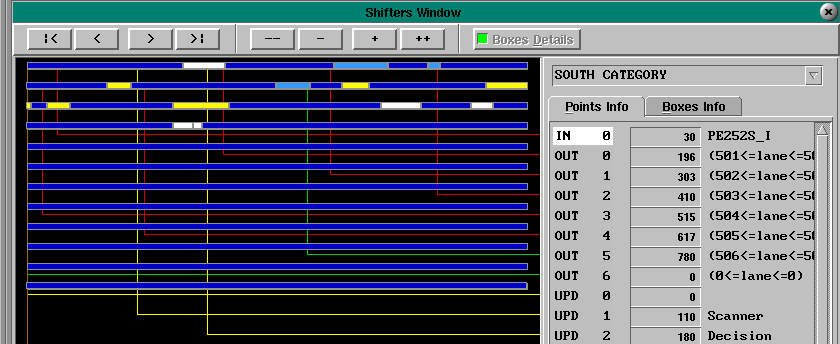 Shifters Window
|< < > >| -- - + ++ Boxes Details
SOUTH CATEGORY
Points Info Boxes Info
IN 0 30 PE252S_I
OUT 0 196 (501<=lane<=50
OUT 1 303 (502<=lane<=50
OUT 2 410 (503<=lane<=50
OUT 3 515 (504<=lane<=50
OUT 4 617 (505<=lane<=50
OUT 5 780 (506<=lane<=50
OUT 6 0 (0<=lane<=0)
UPD 0 0
UPD 1 110 Scanner
UPD 2 180 Decision